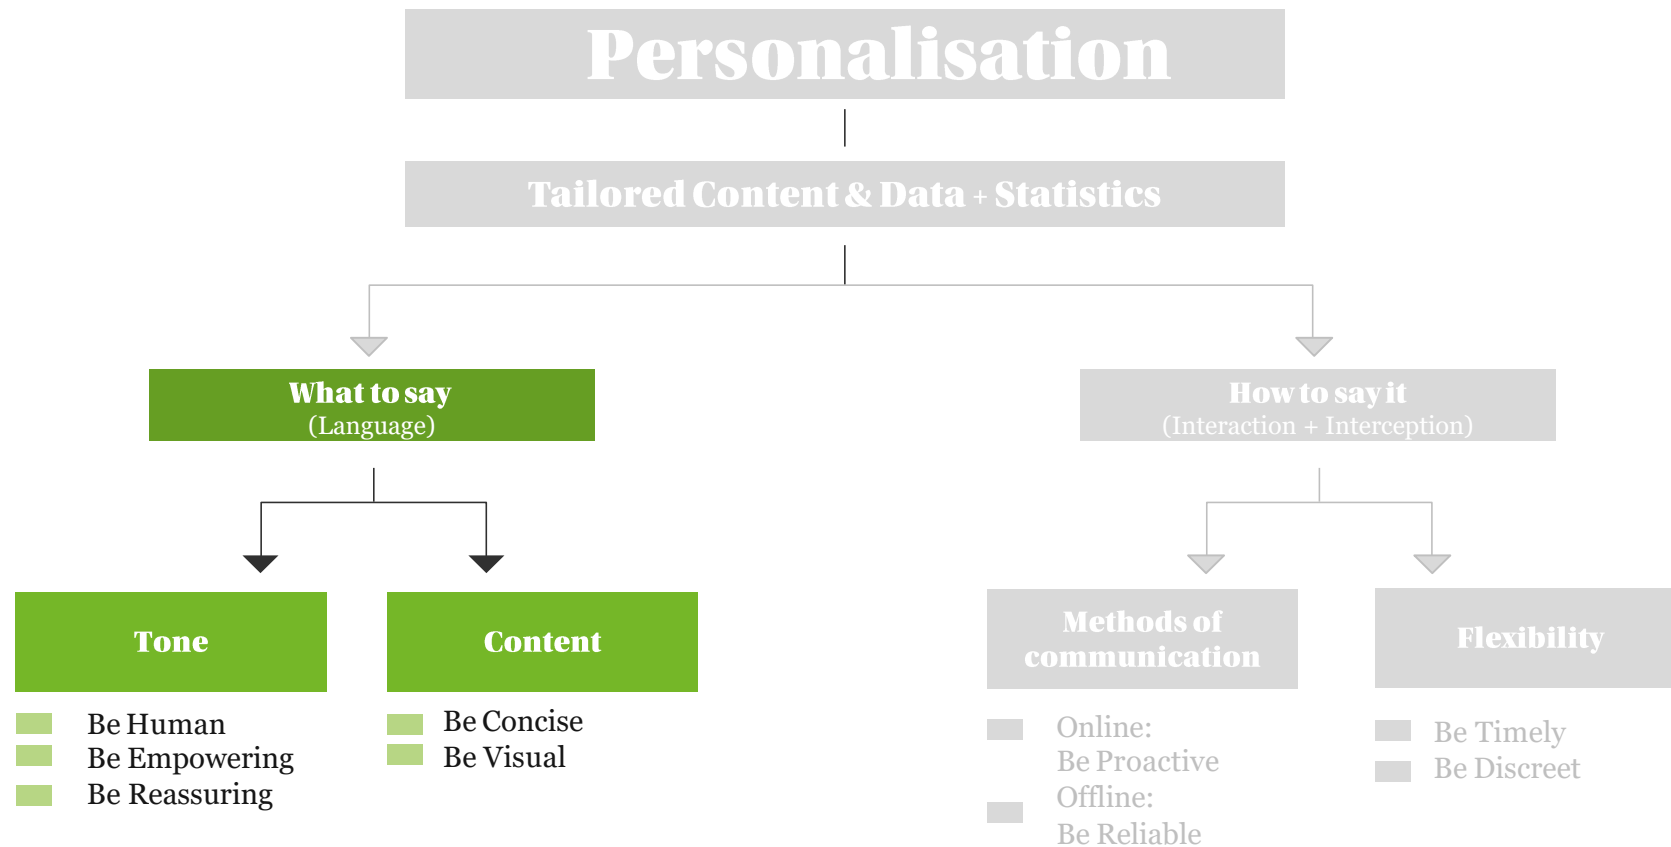 Personalisation
Tailored Content & Data + Statistics
What to say
(Language)
How to say it
(Interaction + Interception)
Tone
Content
Methods of
communication
Flexibility
Be Human
Be Empowering
Be Reassuring
Be Concise
Be Visual
Online:
Be Proactive
Offline:
Be Reliable
Be Timely
Be Discreet